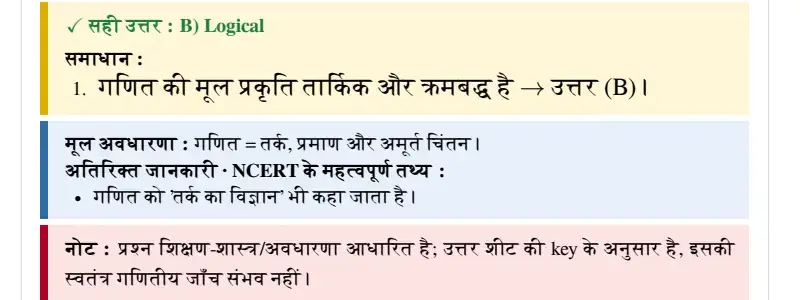 ✓ सही उत्तर : B) Logical
समाधान :
1. गणित की मूल प्रकृति तार्किक और क्रमबद्ध है → उत्तर (B)।
मूल अवधारणा : गणित = तर्क, प्रमाण और अमूर्त चिंतन।
अतिरिक्त जानकारी · NCERT के महत्वपूर्ण तथ्य :
• गणित को 'तर्क का विज्ञान' भी कहा जाता है।
नोट : प्रश्न शिक्षण-शास्त्र/अवधारणा आधारित है; उत्तर शीट की key के अनुसार है, इसकी
स्वतंत्र गणितीय जाँच संभव नहीं।